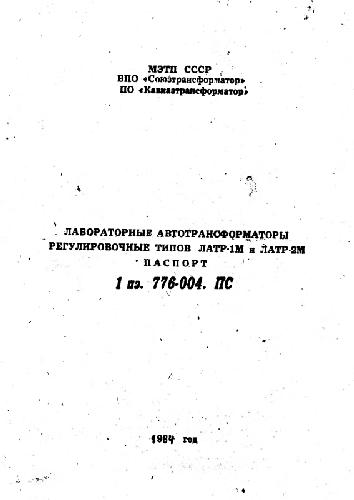 МЭТП СССР
ВПО «Союзтрансформатор»
ПО «Кавказтрансформатор»
ЛАБОРАТОРНЫЕ АВТОТРАНСФОРМАТОРЫ
РЕГУЛИРОВОЧНЫЕ ТИПОВ ЛАТР-1М и ЛАТР-2М
ПАСПОРТ
1 пэ. 776-004. ПС
1984 год